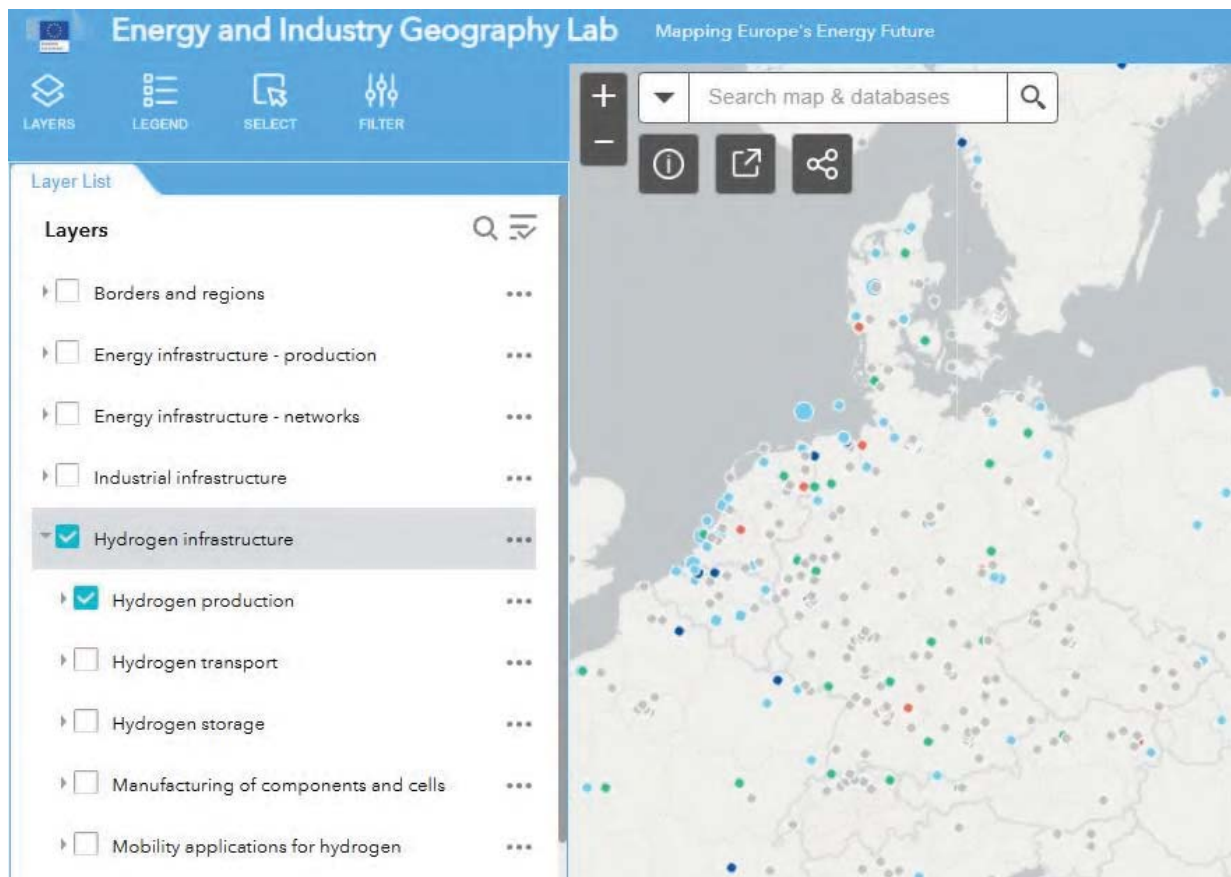 Energy and Industry Geography Lab
Mapping Europe's Energy Future
LAYERS
LEGEND
SELECT
FILTER
Search map & databases
Layer List
Layers
Borders and regions
Energy infrastructure - production
Energy infrastructure - networks
Industrial infrastructure
Hydrogen infrastructure
Hydrogen production
Hydrogen transport
Hydrogen storage
Manufacturing of components and cells
Mobility applications for hydrogen